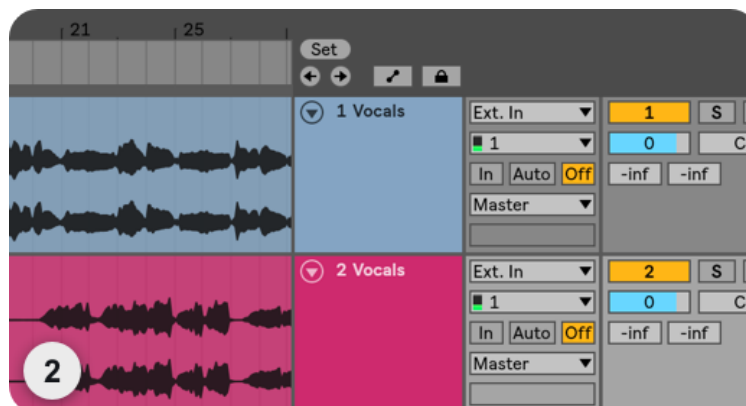 21 25
Set
1 Vocals Ext. In 1 S
1 0 C
In Auto Off -inf -inf
Master
2 Vocals Ext. In 2 S
1 0 C
In Auto Off -inf -inf
Master
2